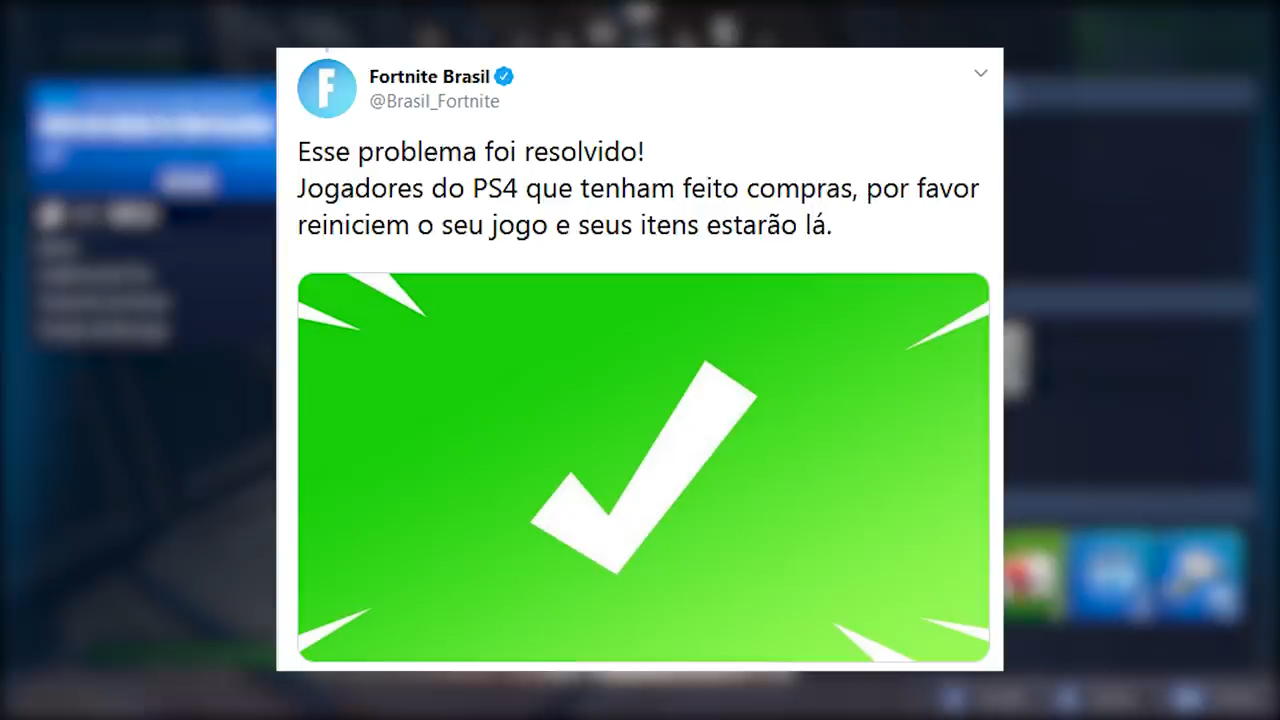 Fortnite Brasil
@Brasil_Fortnite
Esse problema foi resolvido!
Jogadores do PS4 que tenham feito compras, por favor
reiniciem o seu jogo e seus itens estarão lá.